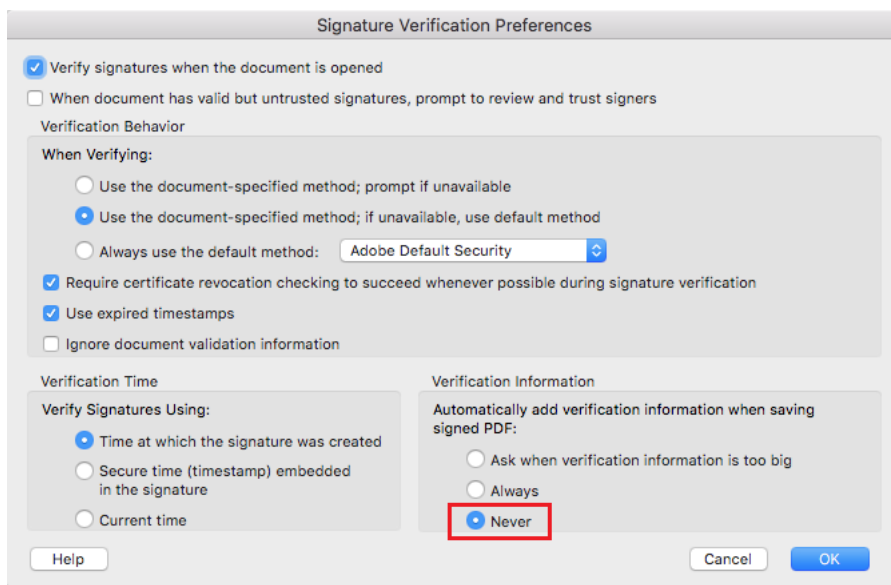 Signature Verification Preferences
Verify signatures when the document is opened
When document has valid but untrusted signatures, prompt to review and trust signers
Verification Behavior
When Verifying:
Use the document-specified method; prompt if unavailable
Use the document-specified method; if unavailable, use default method
Always use the default method: Adobe Default Security
Require certificate revocation checking to succeed whenever possible during signature verification
Use expired timestamps
Ignore document validation information
Verification Time
Verify Signatures Using:
Time at which the signature was created
Secure time (timestamp) embedded
in the signature
Current time
Verification Information
Automatically add verification information when saving
signed PDF:
Ask when verification information is too big
Always
Never
Help
Cancel
OK